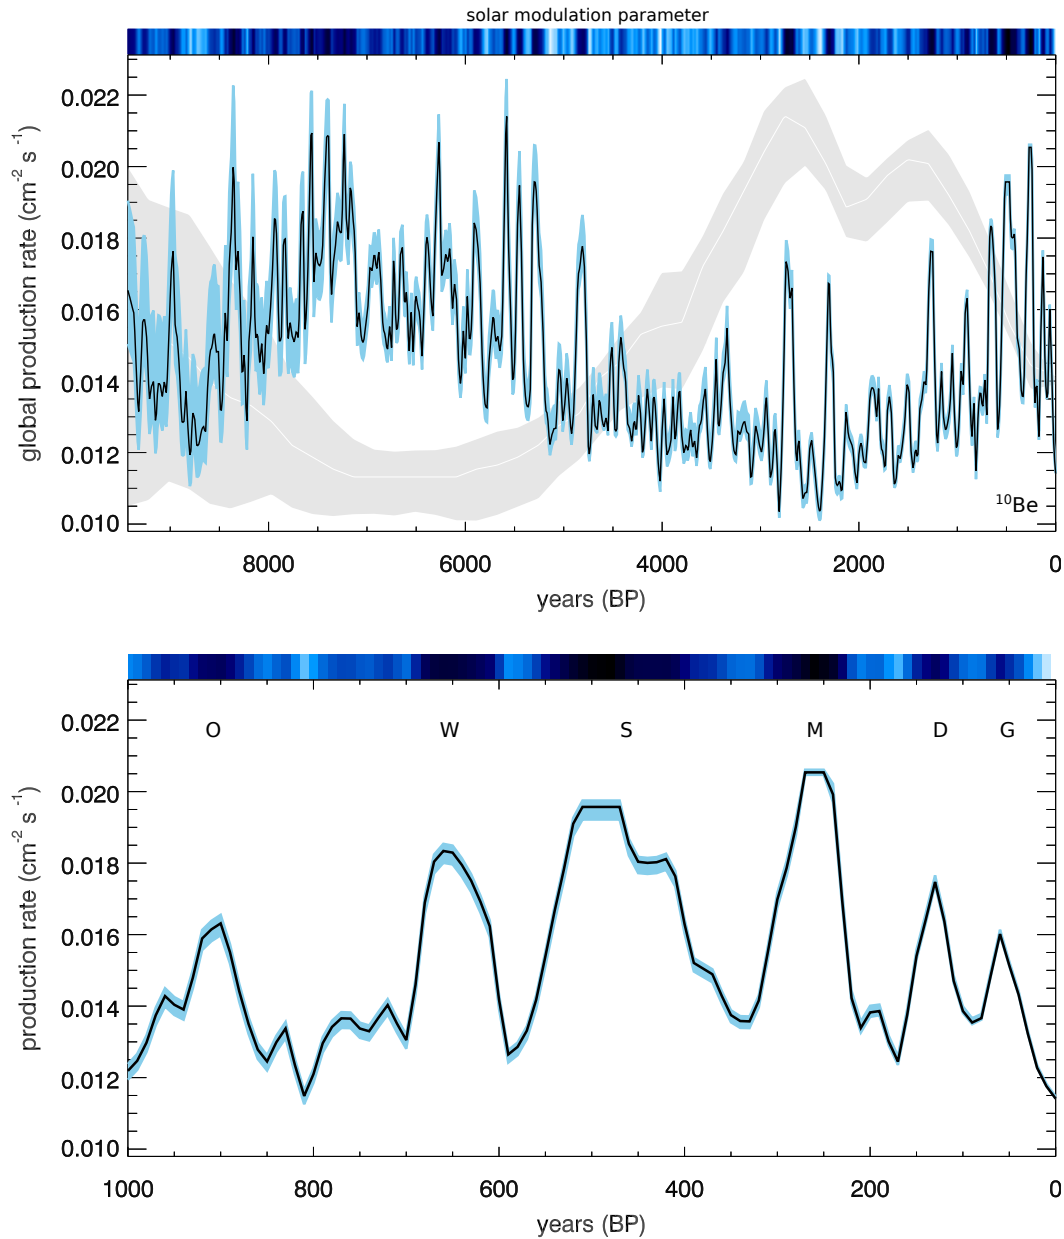 solar modulation parameter
0.022
0.020
0.018
0.016
0.014
0.012
0.010
global production rate (cm⁻² s⁻¹)
¹⁰Be
8000 6000 4000 2000 0
years (BP)
O W S M D G
0.022
0.020
0.018
0.016
0.014
0.012
0.010
production rate (cm⁻² s⁻¹)
1000 800 600 400 200 0
years (BP)